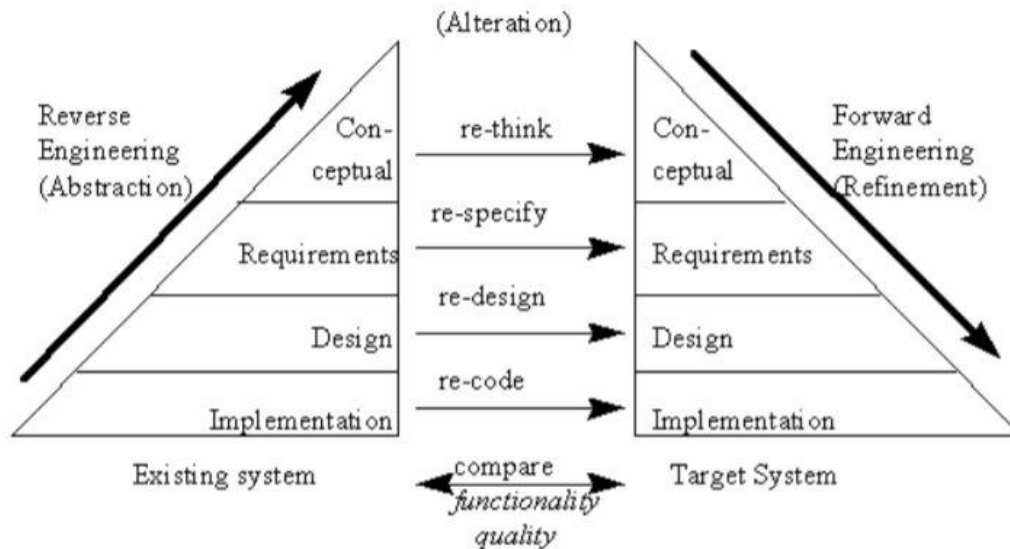 (Alteration)
Reverse
Engineering
(Abstraction)
Con-
ceptual
re-think
Con-
ceptual
Forward
Engineering
(Refinement)
re-specify
Requirements
Requirements
re-design
Design
Design
re-code
Implementation
Implementation
Existing system
compare
functionality
quality
Target System